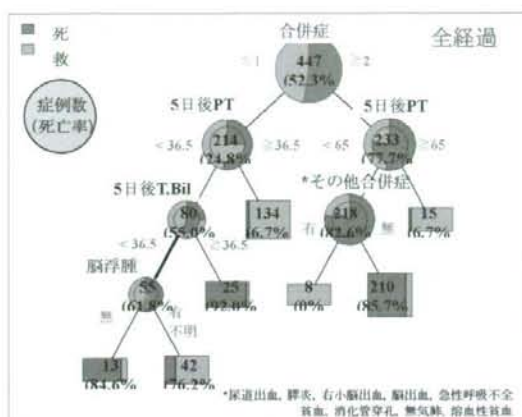 死
救
症例数
(死亡率)
全経過
合併症
447
(52.3%
≦1
≧2
5日後PT
5日後PT
214
(24.8%
< 36.5
≧36.5
233
(77.7%
< 65
≧65
5日後T.Bil
*その他合併症
80
(55.0%
134
(6.7%
218
(82.6%
15
(6.7%
< 36.5
≧36.5
有
無
脳浮腫
55
(61.8%
25
(92.0%
8
(0%
210
(85.7%
無
有
不明
13
(84.6%
42
(76.2%
*尿道出血, 膵炎, 右小脳出血, 脳出血, 急性呼吸不全
貧血, 消化管穿孔, 無気肺, 溶血性貧血